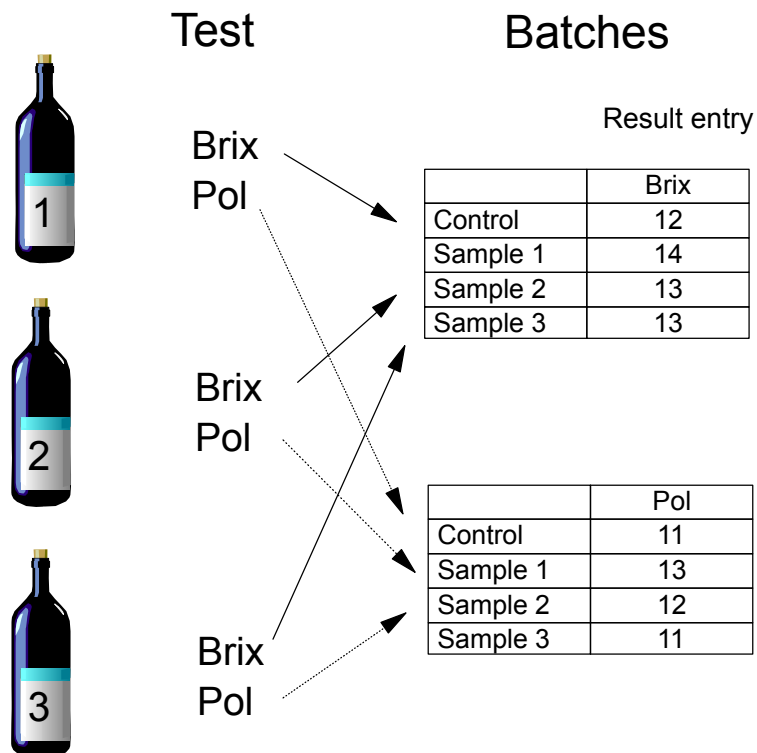 Test Batches
Result entry
1
Brix
Pol
Brix
Control 12
Sample 1 14
Sample 2 13
Sample 3 13
2
Brix
Pol
Pol
Control 11
Sample 1 13
Sample 2 12
Sample 3 11
3
Brix
Pol